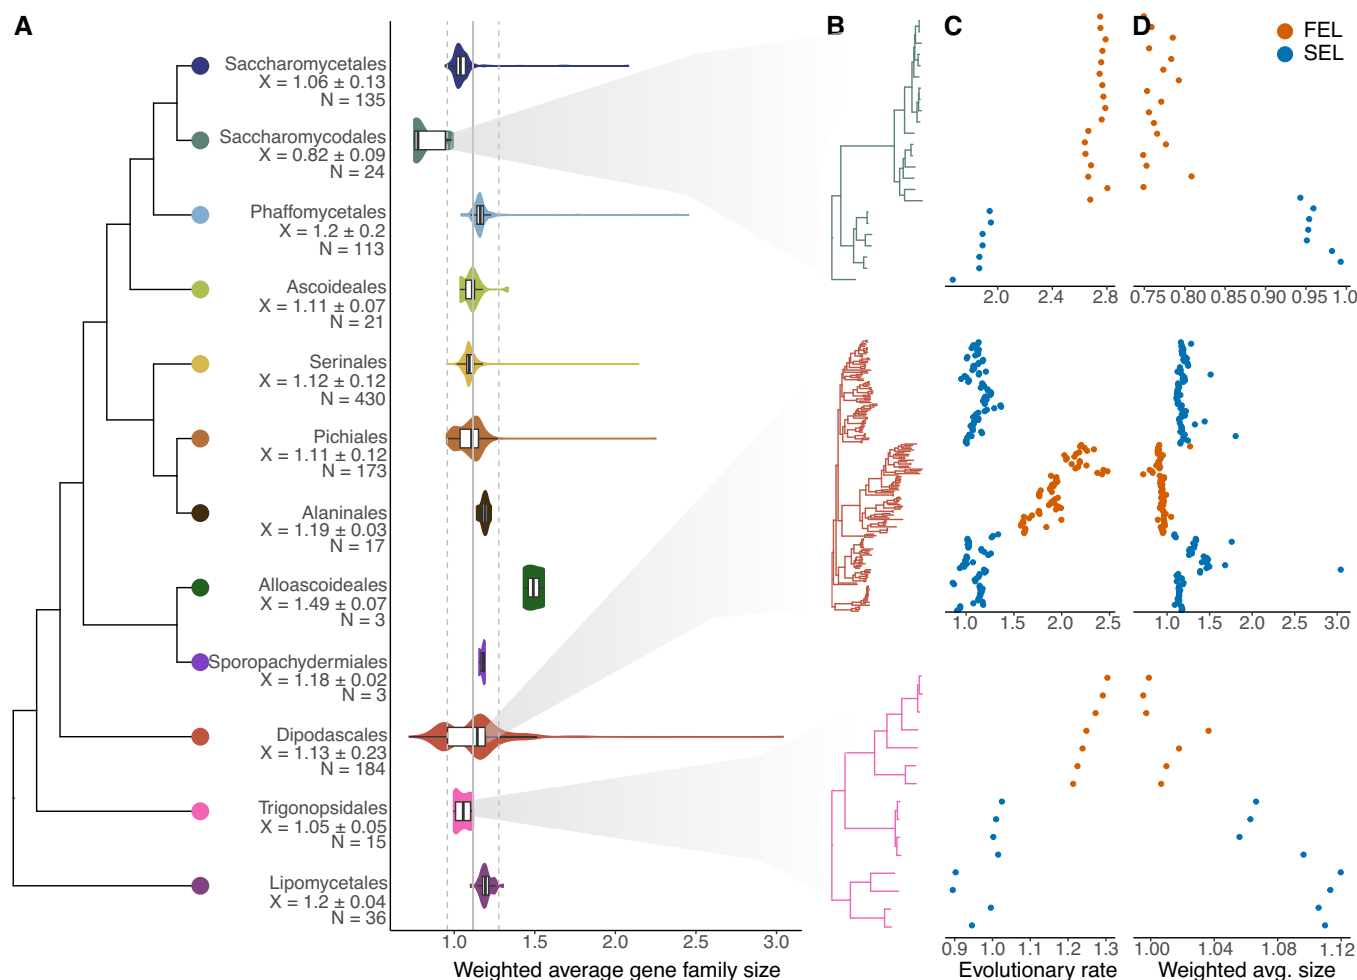 A
B
C
D
FEL
SEL
Saccharomycetales
X = 1.06 ± 0.13
N = 135
Saccharomycodales
X = 0.82 ± 0.09
N = 24
Phaffomycetales
X = 1.2 ± 0.2
N = 113
Ascoideales
X = 1.11 ± 0.07
N = 21
Serinales
X = 1.12 ± 0.12
N = 430
Pichiales
X = 1.11 ± 0.12
N = 173
Alaninales
X = 1.19 ± 0.03
N = 17
Alloascoideales
X = 1.49 ± 0.07
N = 3
Sporopachydermiales
X = 1.18 ± 0.02
N = 3
Dipodascales
X = 1.13 ± 0.23
N = 184
Trigonopsidales
X = 1.05 ± 0.05
N = 15
Lipomycetales
X = 1.2 ± 0.04
N = 36
1.0 1.5 2.0 2.5 3.0
Weighted average gene family size
2.0 2.4 2.8
0.75 0.80 0.85 0.90 0.95 1.0
1.0 1.5 2.0 2.5
1.0 1.5 2.0 2.5 3.0
0.9 1.0 1.1 1.2 1.3
1.00 1.04 1.08 1.12
Evolutionary rate
Weighted avg. size